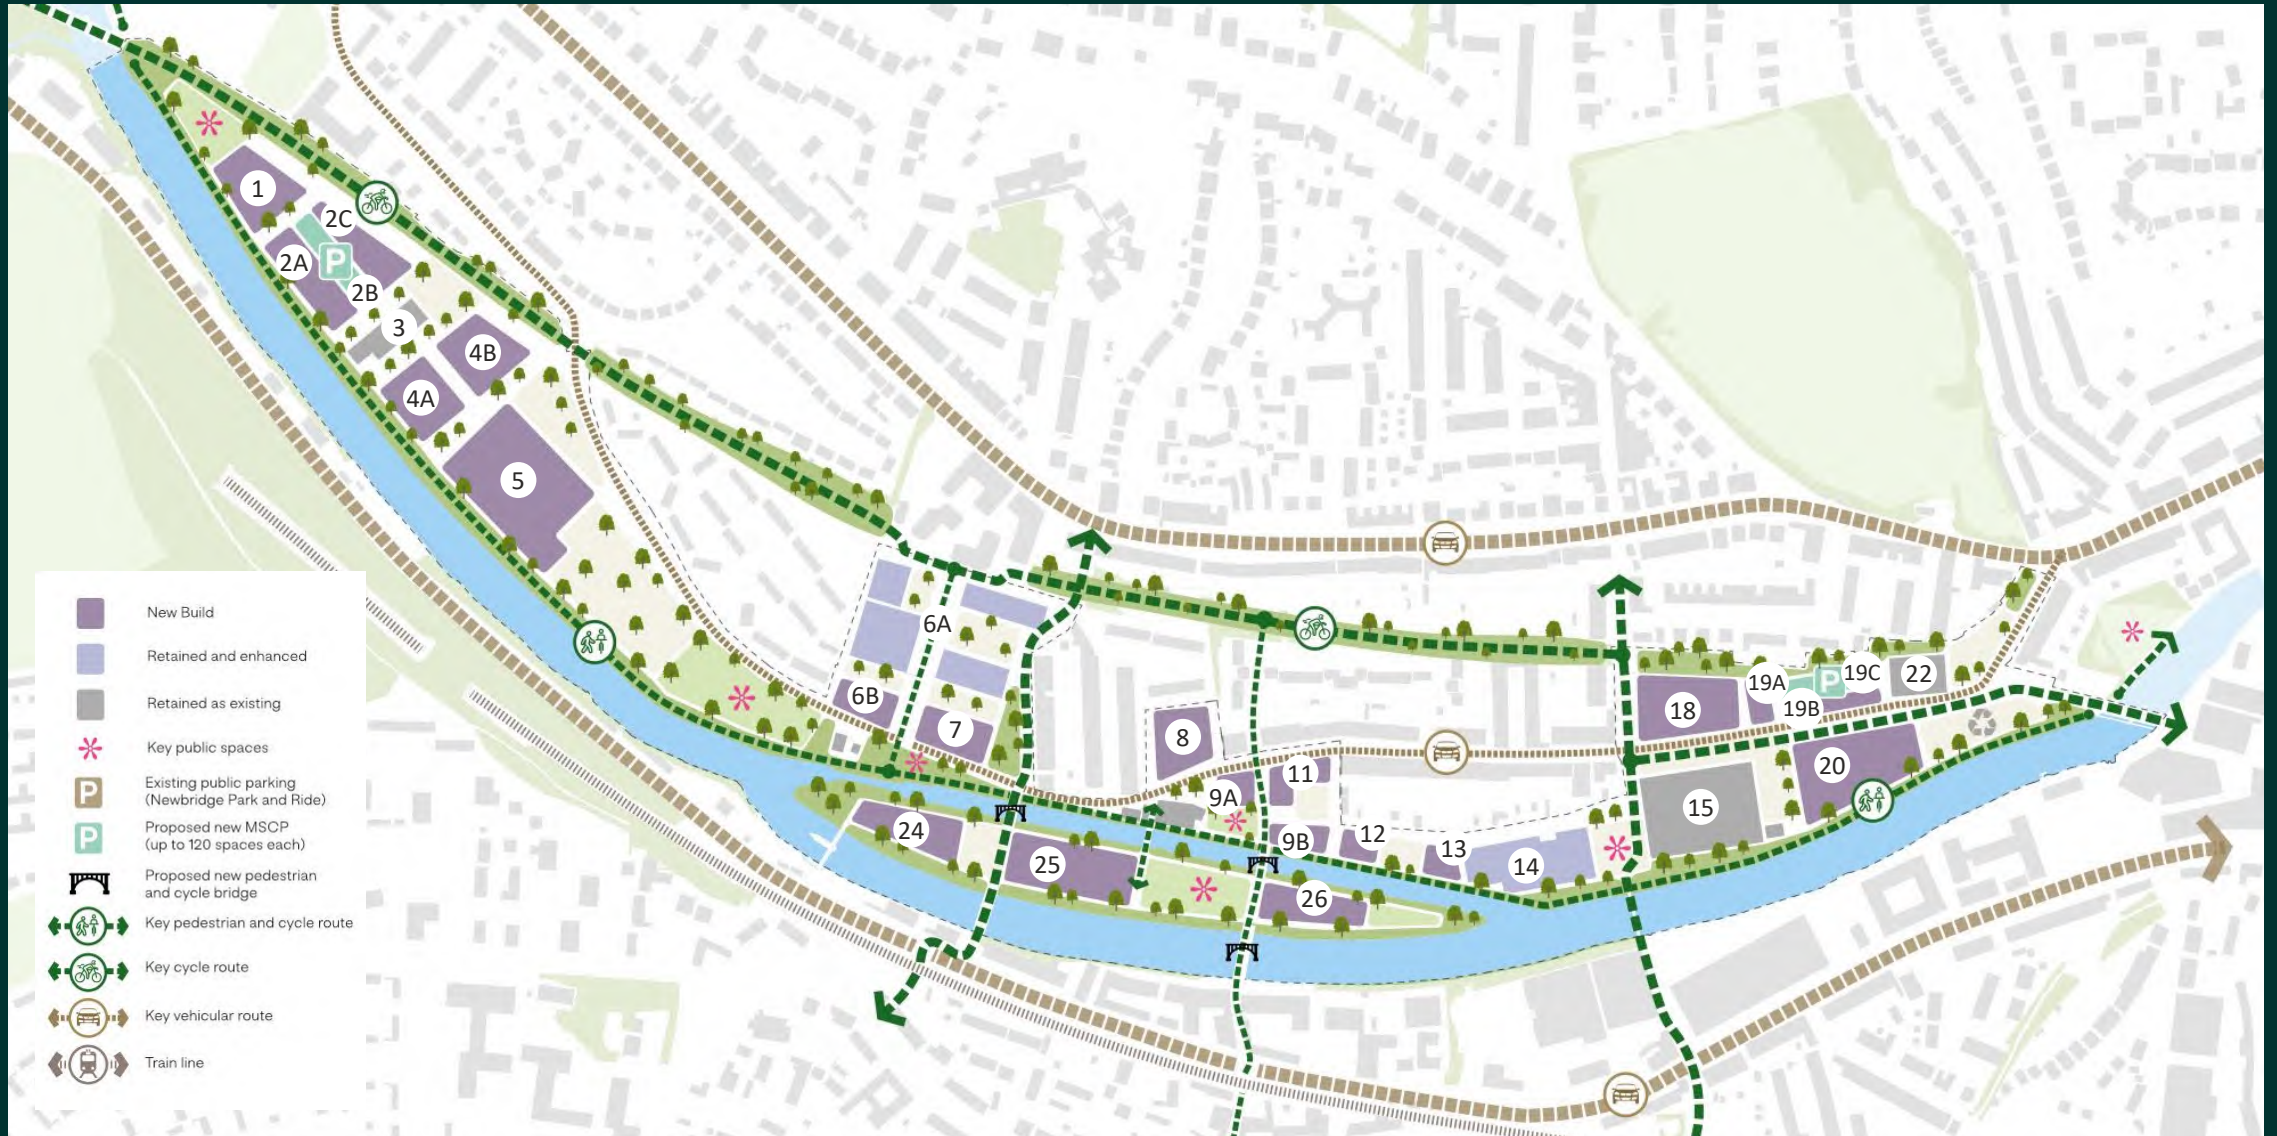 1
2C
2A
P
2B
3
4B
4A
5
6A
6B
7
8
9A
11
9B
12
13
14
15
18
19A
P
19C
19B
22
20
24
25
26
New Build
Retained and enhanced
Retained as existing
Key public spaces
P
Existing public parking
(Newbridge Park and Ride)
P
Proposed new MSCP
(up to 120 spaces each)
Proposed new pedestrian
and cycle bridge
Key pedestrian and cycle route
Key cycle route
Key vehicular route
Train line